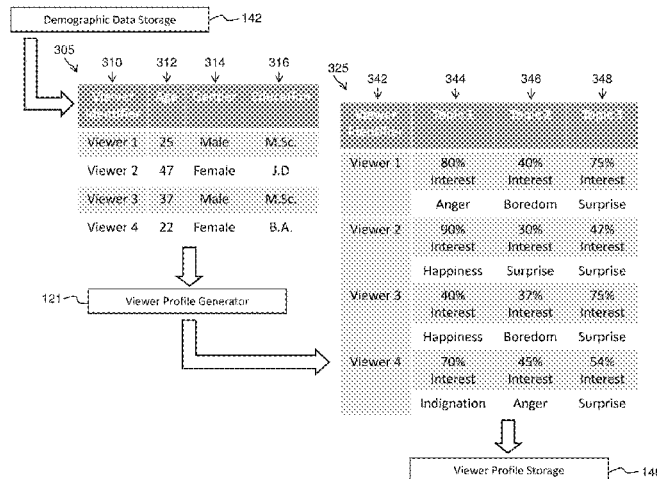 Demographic Data Storage
142
305
310 312 314 316
Viewer 1 25 Male M.Sc.
Viewer 2 47 Female J.D
Viewer 3 37 Male M.Sc.
Viewer 4 22 Female B.A.
121
Viewer Profile Generator
325
342 344 346 348
Viewer 1 80% 40% 75%
Interest Interest Interest
Anger Boredom Surprise
Viewer 2 90% 30% 47%
Interest Interest Interest
Happiness Surprise Surprise
Viewer 3 40% 37% 75%
Interest Interest Interest
Happiness Boredom Surprise
Viewer 4 70% 45% 54%
Interest Interest Interest
Indignation Anger Surprise
Viewer Profile Storage